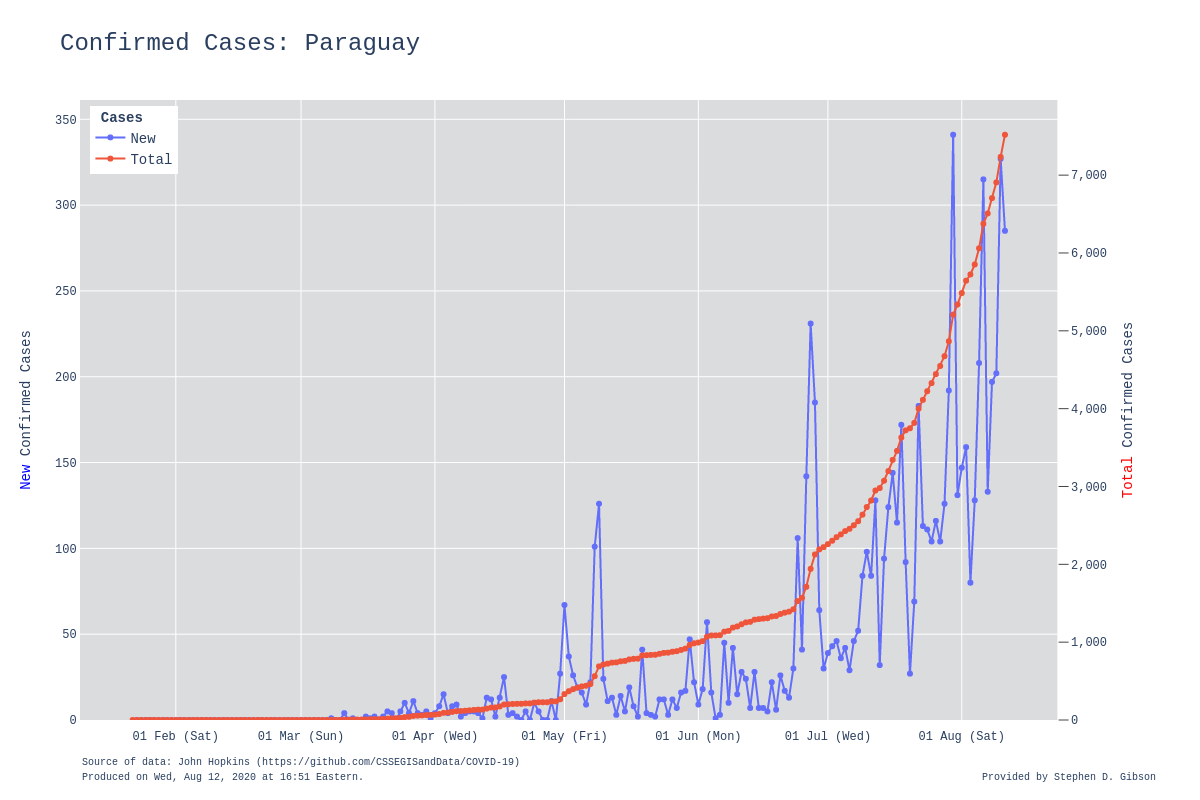 Confirmed Cases: Paraguay
Cases
New
Total
350
300
250
200
150
100
50
0
7,000
6,000
5,000
4,000
3,000
2,000
1,000
0
New Confirmed Cases
Total Confirmed Cases
01 Feb (Sat) 01 Mar (Sun) 01 Apr (Wed) 01 May (Fri) 01 Jun (Mon) 01 Jul (Wed) 01 Aug (Sat)
Source of data: John Hopkins (https://github.com/CSSEGISandData/COVID-19)
Produced on Wed, Aug 12, 2020 at 16:51 Eastern.
Provided by Stephen D. Gibson